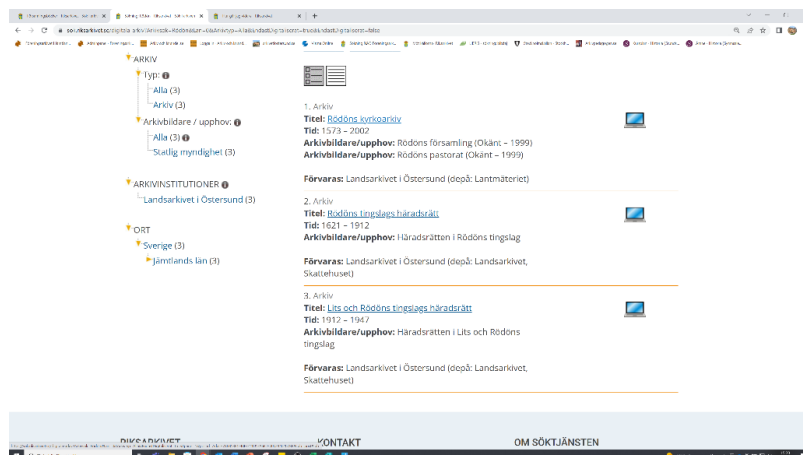 ARKIV
Typ:
Alla (3)
Arkiv (3)
Arkivbildare / upphov:
Alla (3)
Statlig myndighet (3)
ARKIVINSTITUTIONER
Landsarkivet i Östersund (3)
ORT
Sverige (3)
Jämtlands län (3)
1. Arkiv
Titel: Rödöns kyrkoarkiv
Tid: 1573 – 2002
Arkivbildare/upphov: Rödöns församling (Okänt – 1999)
Arkivbildare/upphov: Rödöns pastorat (Okänt – 1999)
Förvaras: Landsarkivet i Östersund (depå: Lantmäteriet)
2. Arkiv
Titel: Rödöns tingslags häradsrätt
Tid: 1621 – 1912
Arkivbildare/upphov: Häradsrätten i Rödöns tingslag
Förvaras: Landsarkivet i Östersund (depå: Landsarkivet,
Skattehuset)
3. Arkiv
Titel: Lits och Rödöns tingslags häradsrätt
Tid: 1912 – 1947
Arkivbildare/upphov: Häradsrätten i Lits och Rödöns
tingslag
Förvaras: Landsarkivet i Östersund (depå: Landsarkivet,
Skattehuset)
RIKSARKIVET
KONTAKT
OM SÖKTJÄNSTEN